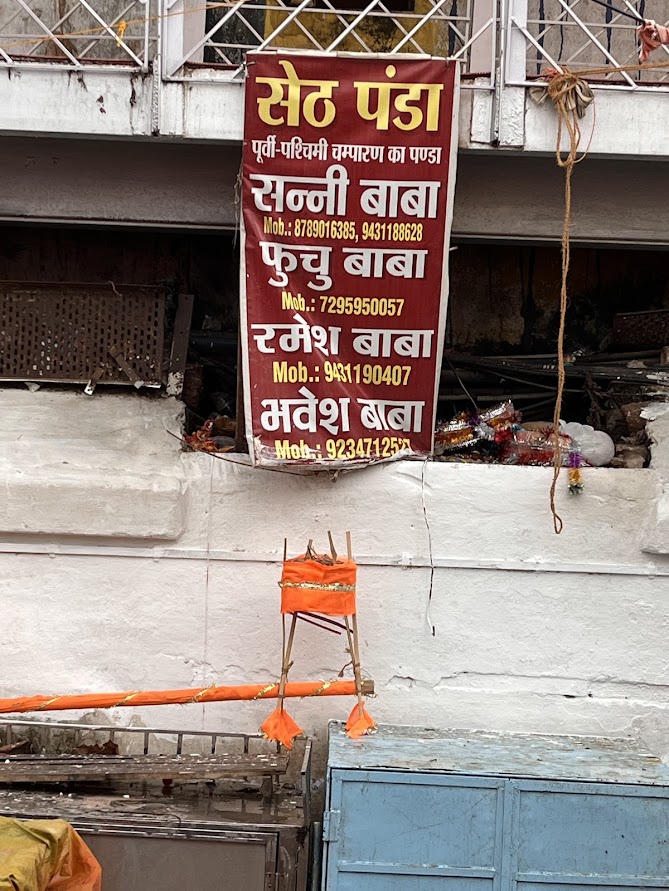 सेठ पंडा
पूर्वी-पश्चिमी चम्पारण का पण्डा
सन्नी बाबा
Mob.: 8789016385, 9431188628
फुचु बाबा
Mob.: 7295950057
रमेश बाबा
Mob.: 9431190407
भवेश बाबा
Mob.: